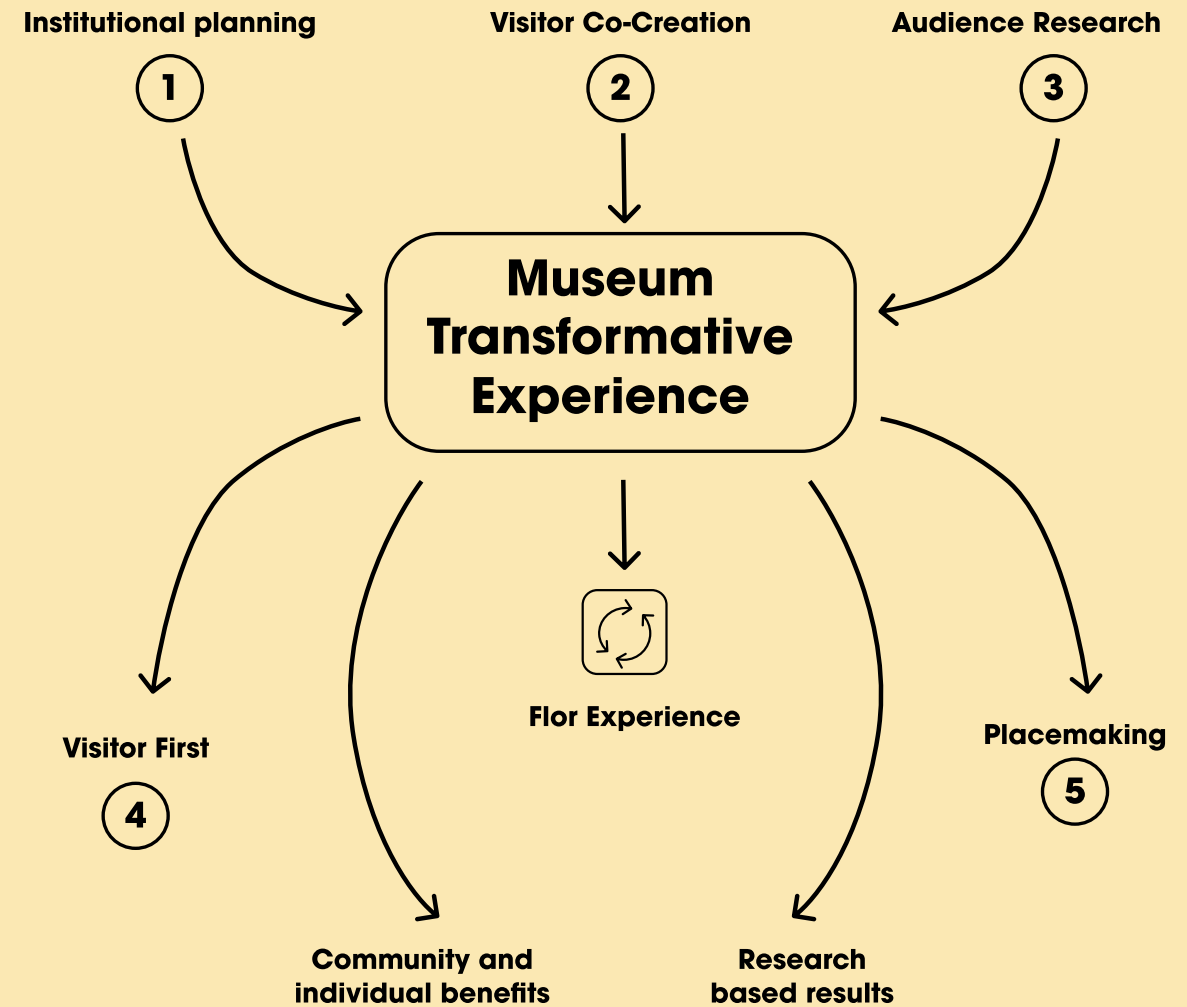 Institutional planning
Visitor Co-Creation
Audience Research
1
2
3
Museum
Transformative
Experience
Flor Experience
Visitor First
4
Placemaking
5
Community and
individual benefits
Research
based results